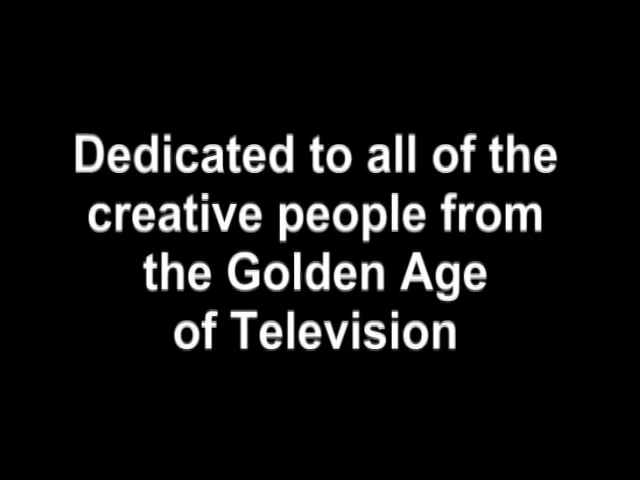 Dedicated to all of the
creative people from
the Golden Age
of Television